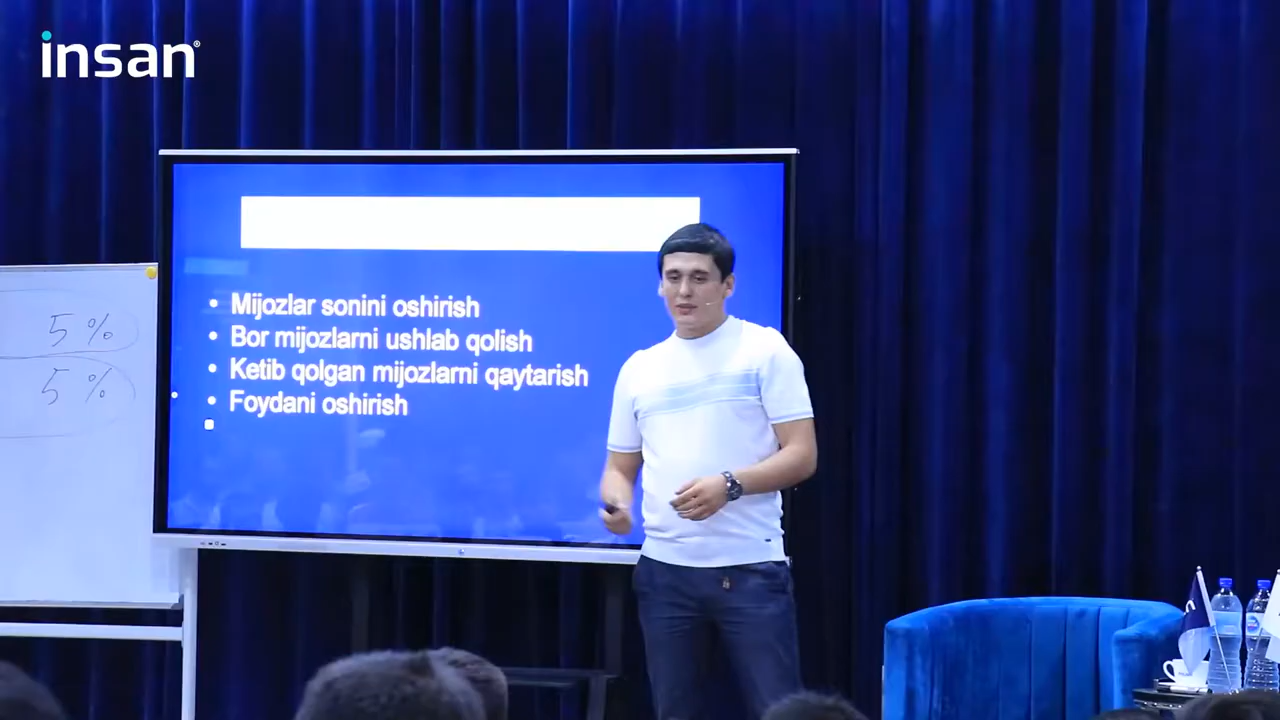 insan®
5%
5%
• Mijozlar sonini oshirish
• Bor mijozlarni ushlab qolish
• Ketib qolgan mijozlarni qaytarish
• Foydani oshirish